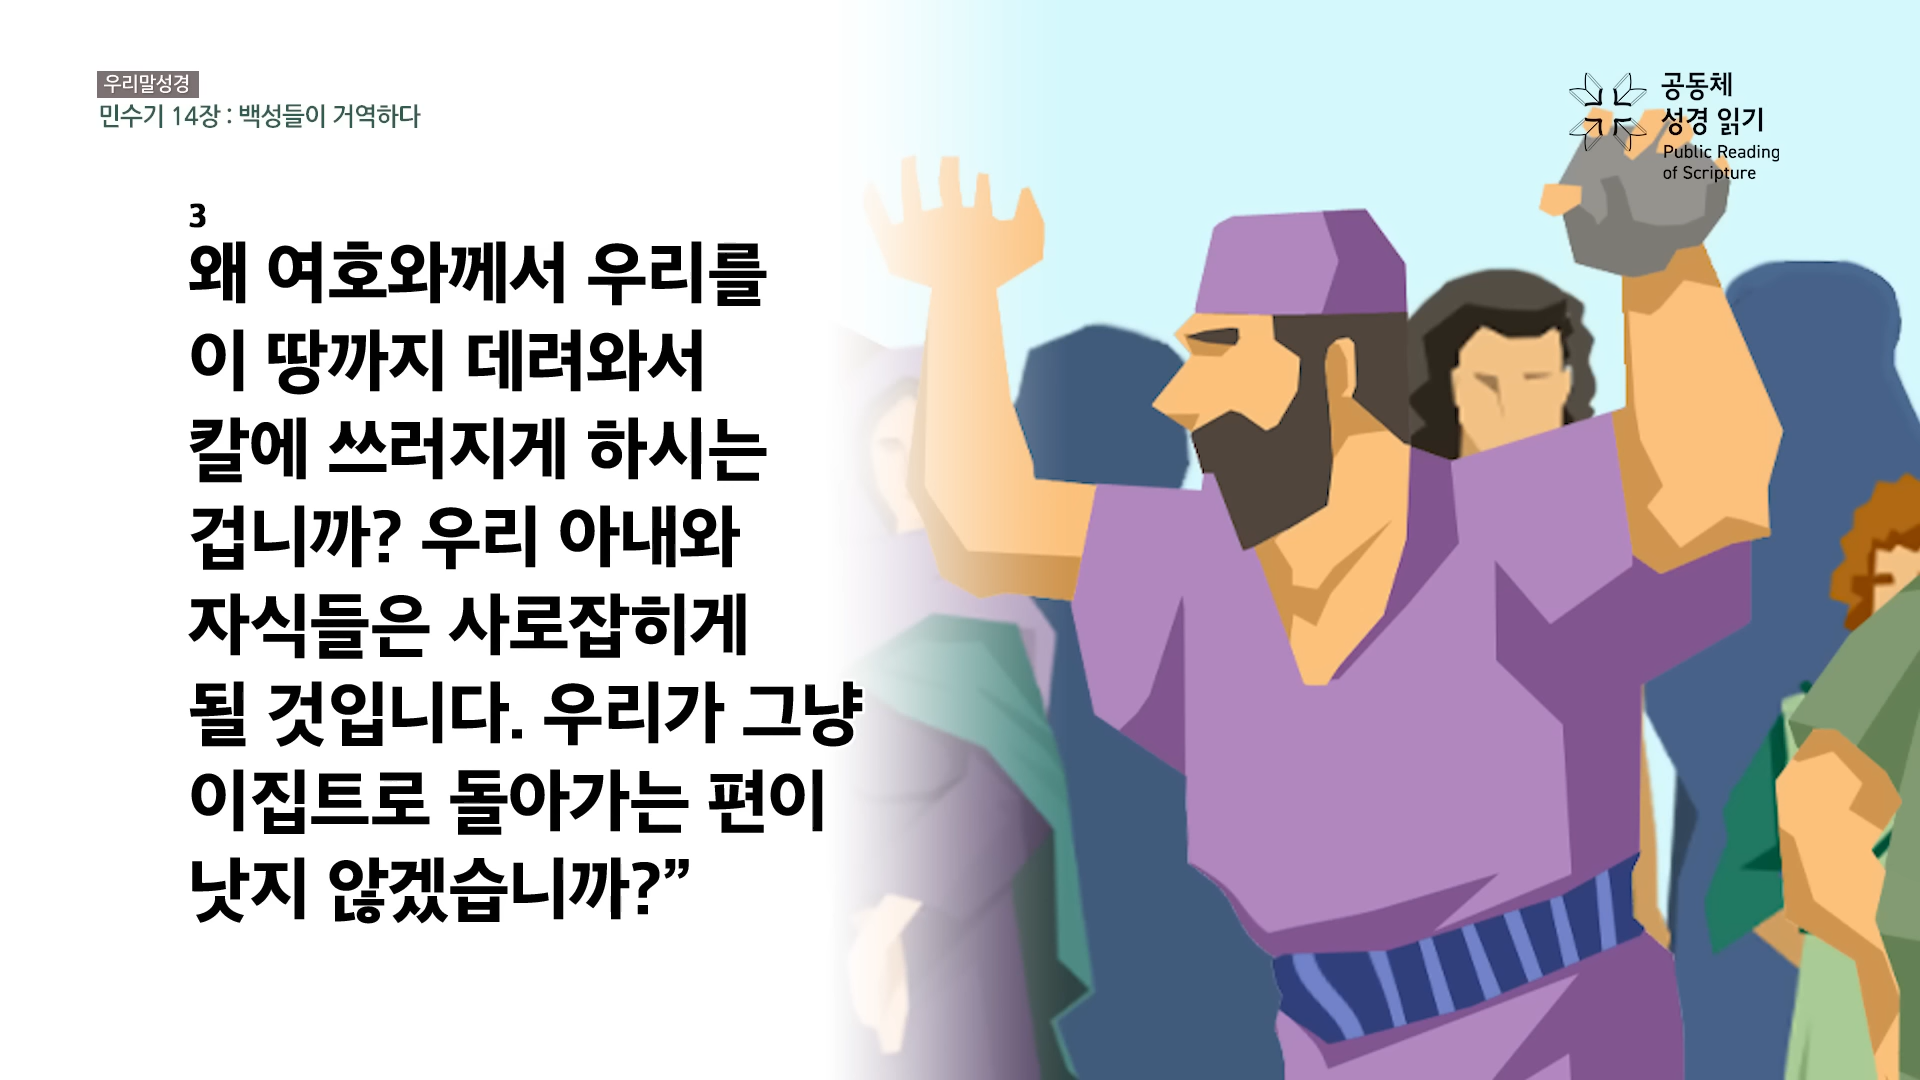 우리말성경
민수기 14장 : 백성들이 거역하다
공동체
성경 읽기
Public Reading
of Scripture
3
왜 여호와께서 우리를
이 땅까지 데려와서
칼에 쓰러지게 하시는
겁니까? 우리 아내와
자식들은 사로잡히게
될 것입니다. 우리가 그냥
이집트로 돌아가는 편이
낫지 않겠습니까?”